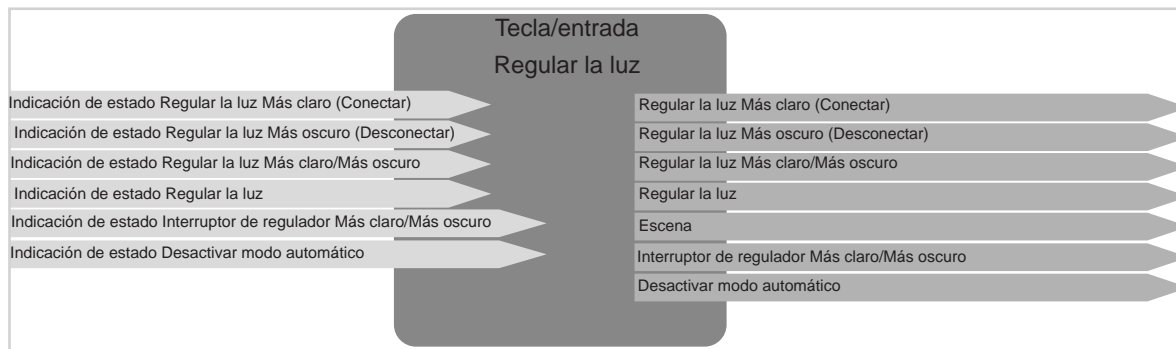 Tecla/entrada
Regular la luz
Indicación de estado Regular la luz Más claro (Conectar)
Indicación de estado Regular la luz Más oscuro (Desconectar)
Indicación de estado Regular la luz Más claro/Más oscuro
Indicación de estado Regular la luz
Indicación de estado Interruptor de regulador Más claro/Más oscuro
Indicación de estado Desactivar modo automático
Regular la luz Más claro (Conectar)
Regular la luz Más oscuro (Desconectar)
Regular la luz Más claro/Más oscuro
Regular la luz
Escena
Interruptor de regulador Más claro/Más oscuro
Desactivar modo automático